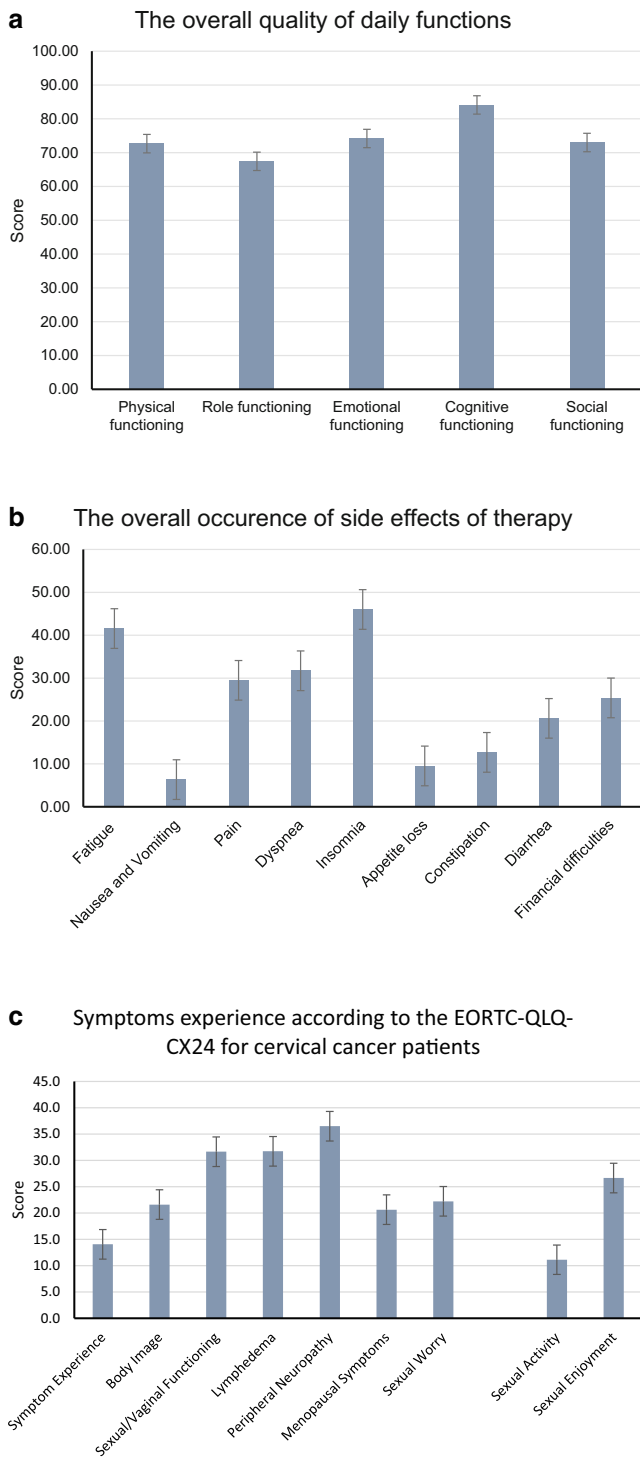 a The overall quality of daily functions
100.00
90.00
80.00
70.00
60.00
50.00
40.00
30.00
20.00
10.00
0.00
Score
Physical
functioning
Role functioning
Emotional
functioning
Cognitive
functioning
Social
functioning
b The overall occurence of side effects of therapy
60.00
50.00
40.00
30.00
20.00
10.00
0.00
Score
Fatigue
Nausea and Vomiting
Pain
Dyspnea
Insomnia
Appetite loss
Constipation
Diarrhea
Financial difficulties
c Symptoms experience according to the EORTC-QLQ-
CX24 for cervical cancer patients
45.0
40.0
35.0
30.0
25.0
20.0
15.0
10.0
5.0
0.0
Score
Symptom Experience
Body Image
Sexual/Vaginal Functioning
Lymphedema
Peripheral Neuropathy
Menopausal Symptoms
Sexual Worry
Sexual Activity
Sexual Enjoyment